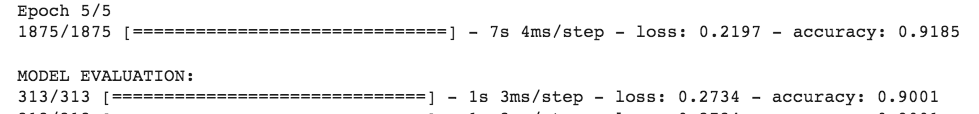 Epoch 5/5
1875/1875 [==============================] - 7s 4ms/step - loss: 0.2197 - accuracy: 0.9185
MODEL EVALUATION:
313/313 [==============================] - 1s 3ms/step - loss: 0.2734 - accuracy: 0.9001